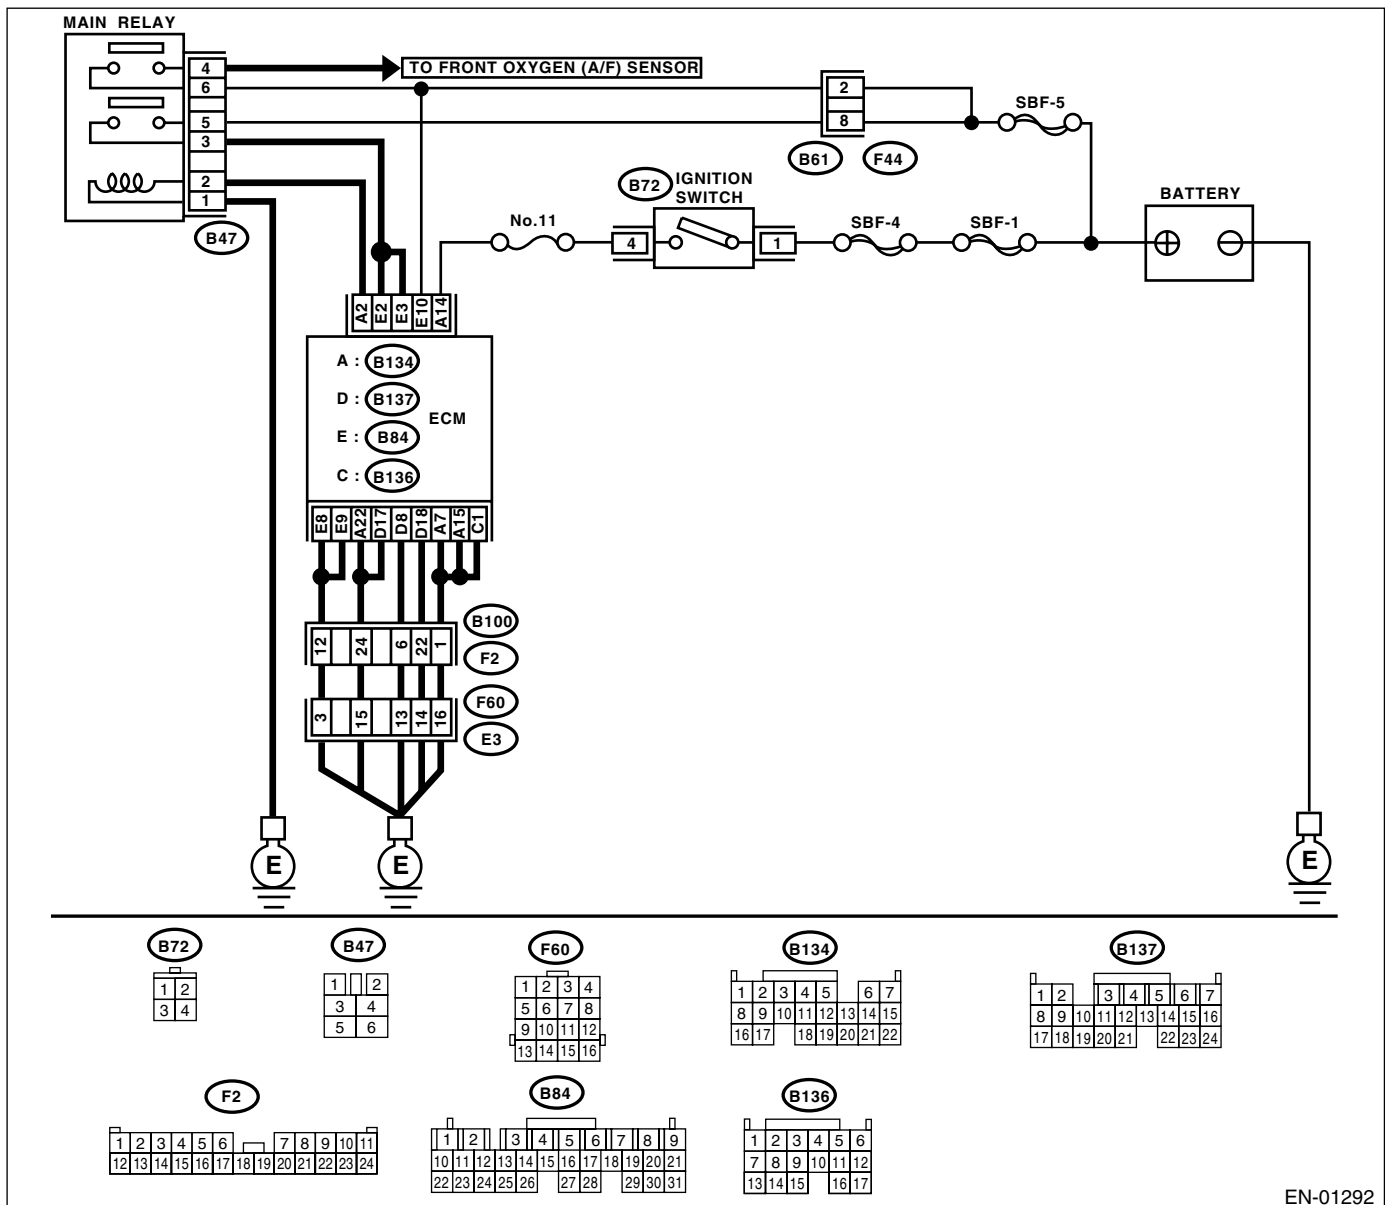 MAIN RELAY
4
TO FRONT OXYGEN (A/F) SENSOR
6
5
3
2
1
B47
2
8
B61
F44
SBF-5
B72
IGNITION
SWITCH
No.11
4
1
SBF-4
SBF-1
BATTERY
A2
E2
E3
E10
A14
A : B134
D : B137
ECM
E : B84
C : B136
E8
E9
A22
D17
D8
D18
A7
A15
C1
12
24
6
22
1
B100
F2
3
15
13
14
16
F60
E3
E
E
E
B72
1 2
3 4
B47
1 2
3 4
5 6
F60
1 2 3 4
5 6 7 8
9 10 11 12
13 14 15 16
B134
1 2 3 4 5 6 7
8 9 10 11 12 13 14 15
16 17 18 19 20 21 22
B137
1 2 3 4 5 6 7
8 9 10 11 12 13 14 15 16
17 18 19 20 21 22 23 24
F2
1 2 3 4 5 6 7 8 9 10 11
12 13 14 15 16 17 18 19 20 21 22 23 24
B84
1 2 3 4 5 6 7 8 9
10 11 12 13 14 15 16 17 18 19 20 21
22 23 24 25 26 27 28 29 30 31
B136
1 2 3 4 5 6
7 8 9 10 11 12
13 14 15 16 17
EN-01292